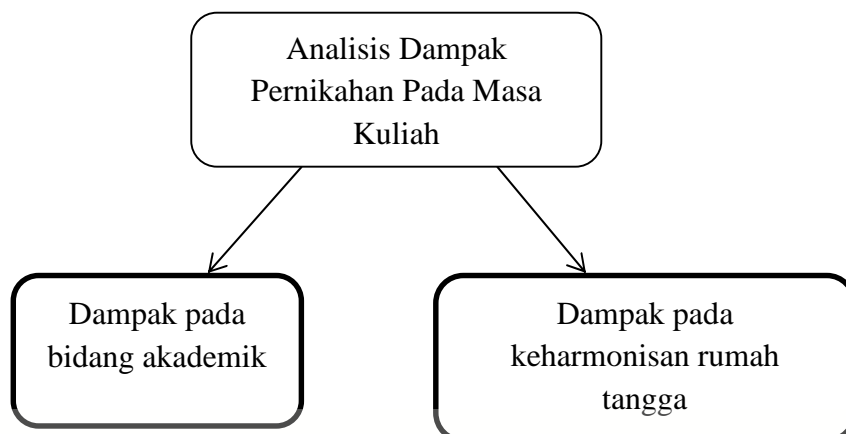 Analisis Dampak
Pernikahan Pada Masa
Kuliah
Dampak pada
bidang akademik
Dampak pada
keharmonisan rumah
tangga